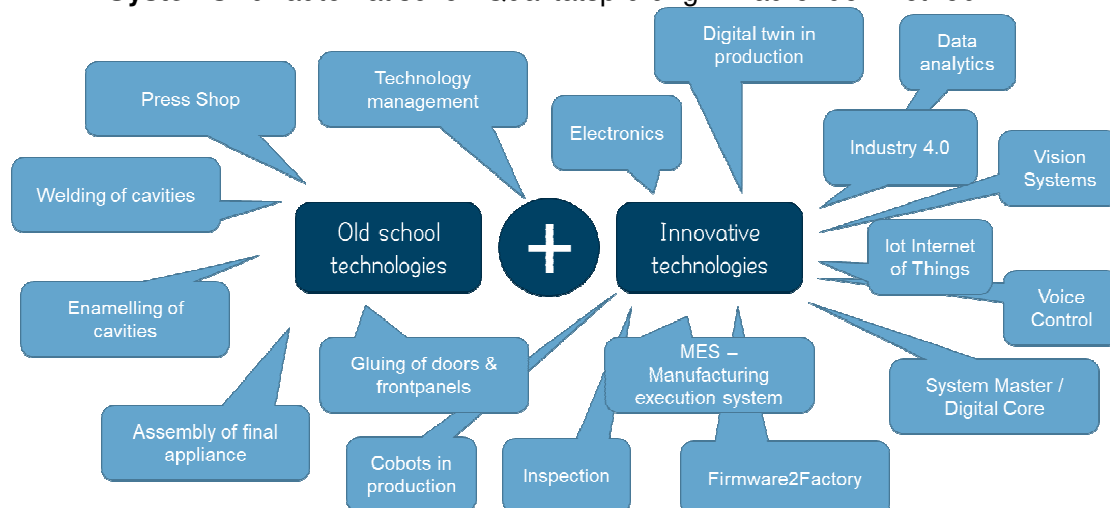 Digital twin in
production
Data
analytics
Technology
management
Press Shop
Electronics
Industry 4.0
Vision
Systems
Welding of cavities
Old school
technologies
+
Innovative
technologies
Iot Internet
of Things
Voice
Control
Enamelling of
cavities
Gluing of doors &
frontpanels
MES –
Manufacturing
execution system
System Master /
Digital Core
Assembly of final
appliance
Cobots in
production
Inspection
Firmware2Factory